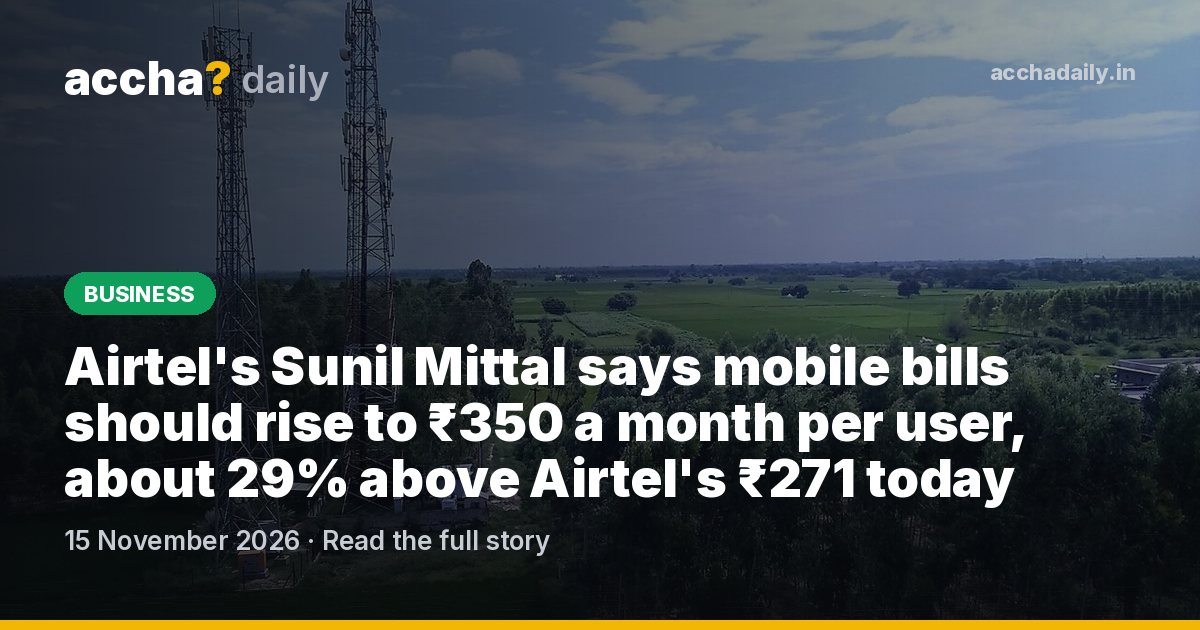 accha? daily
acchadaily.in
BUSINESS
Airtel's Sunil Mittal says mobile bills
should rise to ₹350 a month per user,
about 29% above Airtel's ₹271 today
15 November 2026 · Read the full story